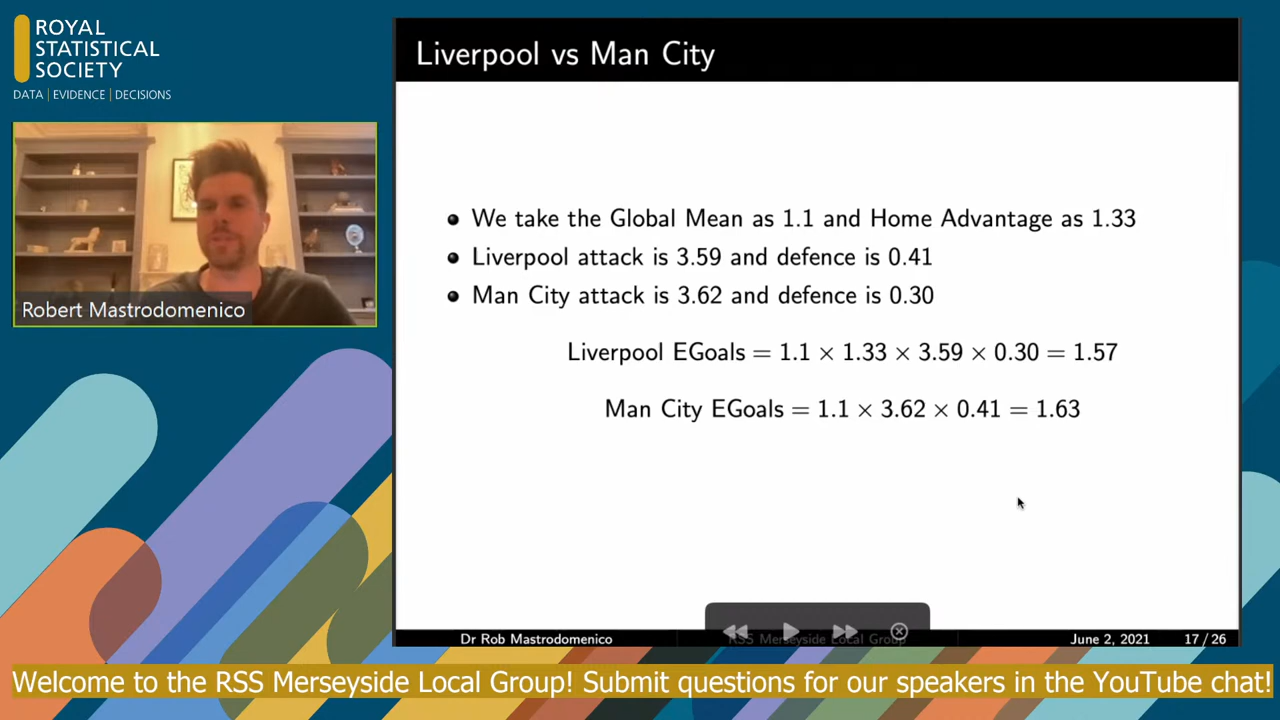 ROYAL
STATISTICAL
SOCIETY
DATA | EVIDENCE | DECISIONS
Robert Mastrodomenico
Liverpool vs Man City
• We take the Global Mean as 1.1 and Home Advantage as 1.33
• Liverpool attack is 3.59 and defence is 0.41
• Man City attack is 3.62 and defence is 0.30
Liverpool EGoals = 1.1 × 1.33 × 3.59 × 0.30 = 1.57
Man City EGoals = 1.1 × 3.62 × 0.41 = 1.63
Dr Rob Mastrodomenico RSS Merseyside Local Group June 2, 2021 17 / 26
Welcome to the RSS Merseyside Local Group! Submit questions for our speakers in the YouTube chat!